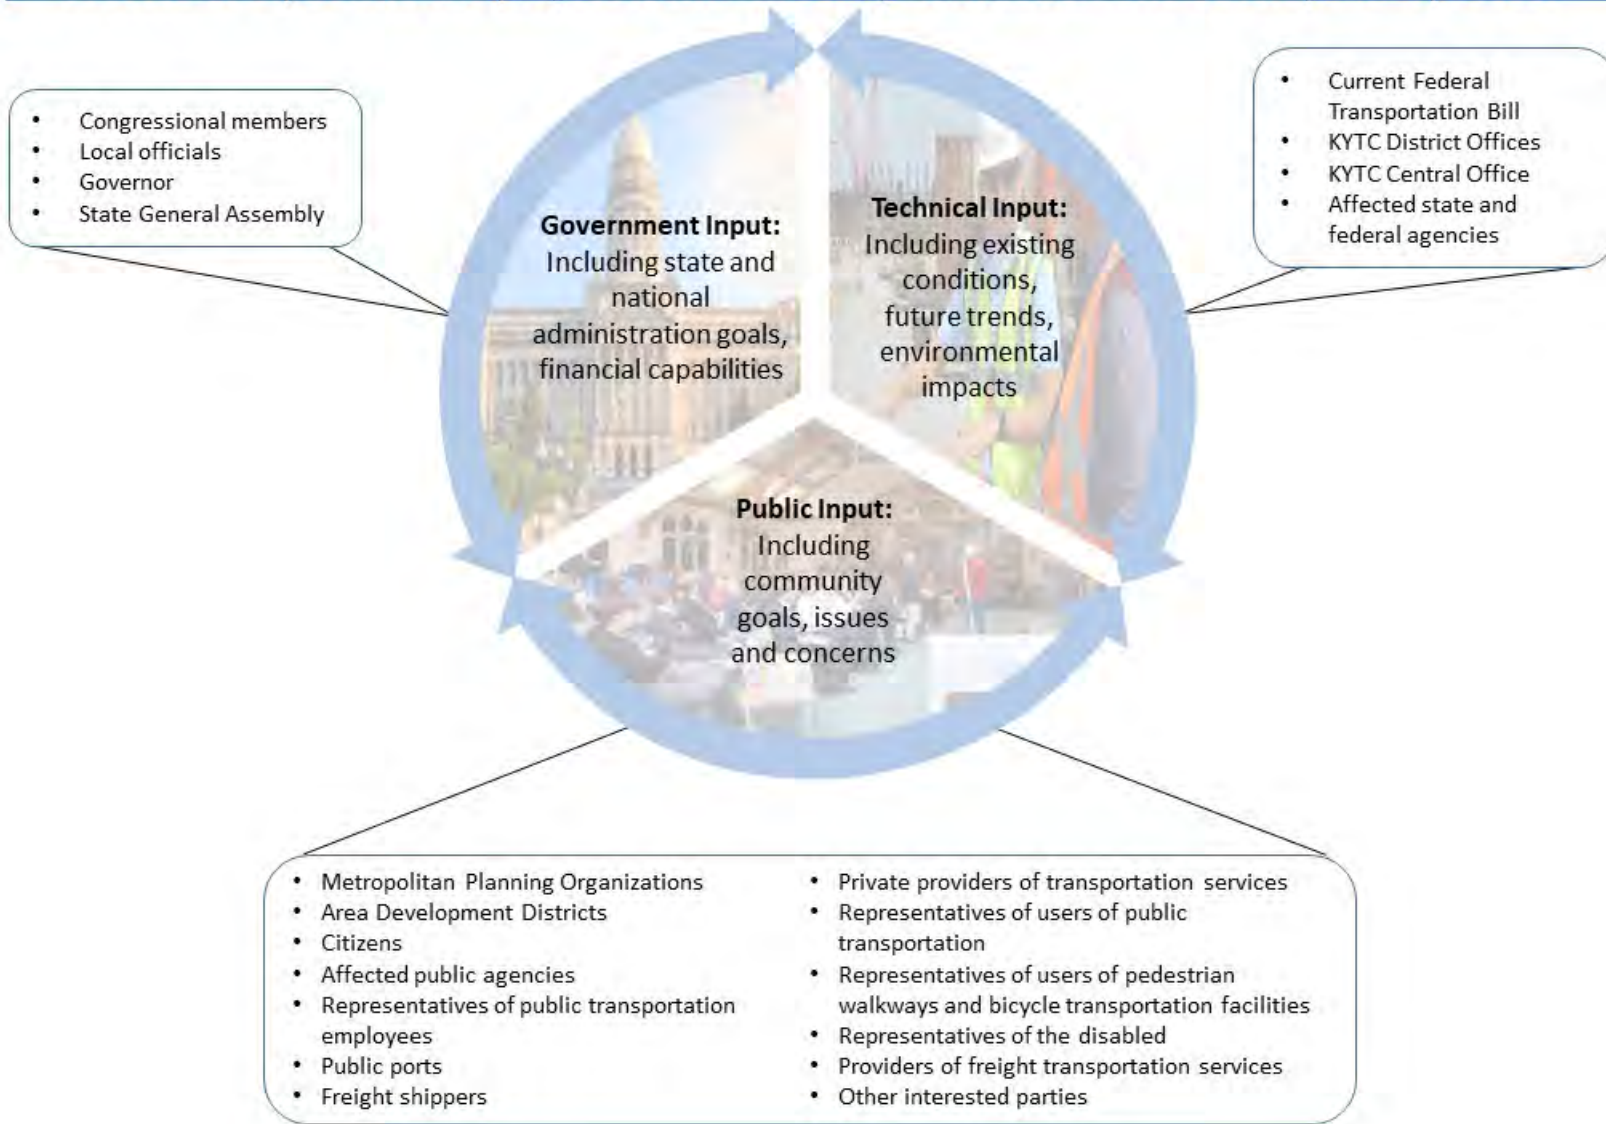 • Congressional members
• Local officials
• Governor
• State General Assembly
• Current Federal
Transportation Bill
• KYTC District Offices
• KYTC Central Office
• Affected state and
federal agencies
Government Input:
Including state and
national
administration goals,
financial capabilities
Technical Input:
Including existing
conditions,
future trends,
environmental
impacts
Public Input:
Including
community
goals, issues
and concerns
• Metropolitan Planning Organizations
• Area Development Districts
• Citizens
• Affected public agencies
• Representatives of public transportation
employees
• Public ports
• Freight shippers
• Private providers of transportation services
• Representatives of users of public
transportation
• Representatives of users of pedestrian
walkways and bicycle transportation facilities
• Representatives of the disabled
• Providers of freight transportation services
• Other interested parties